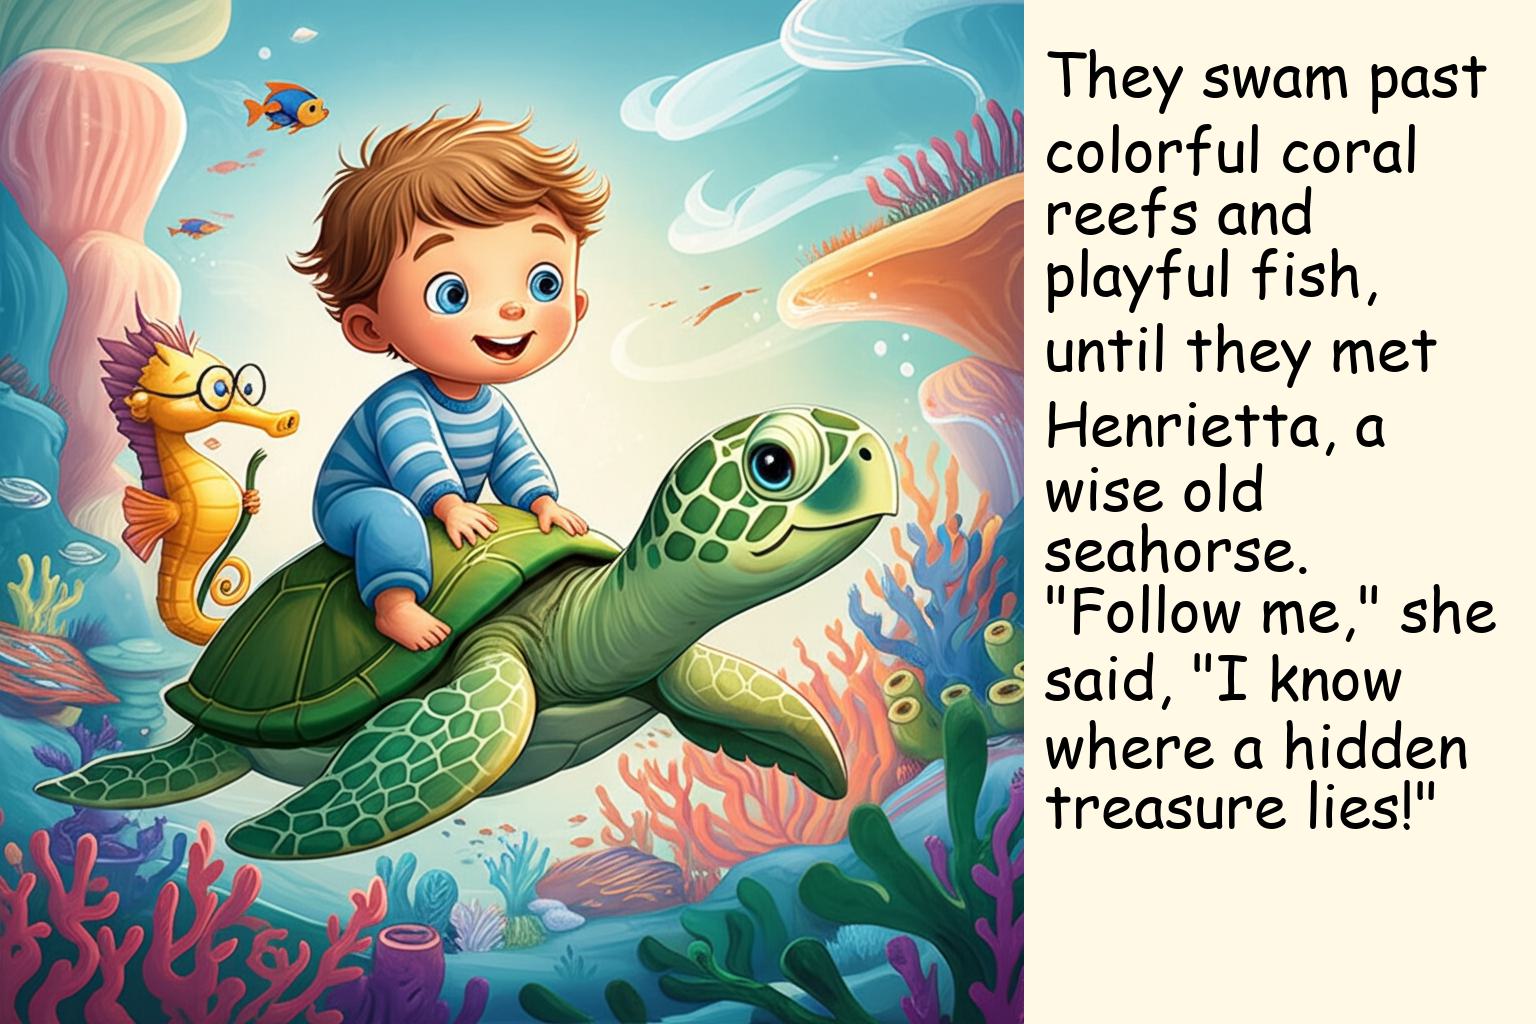 They swam past
colorful coral
reefs and
playful fish,
until they met
Henrietta, a
wise old
seahorse.
"Follow me," she
said, "I know
where a hidden
treasure lies!"